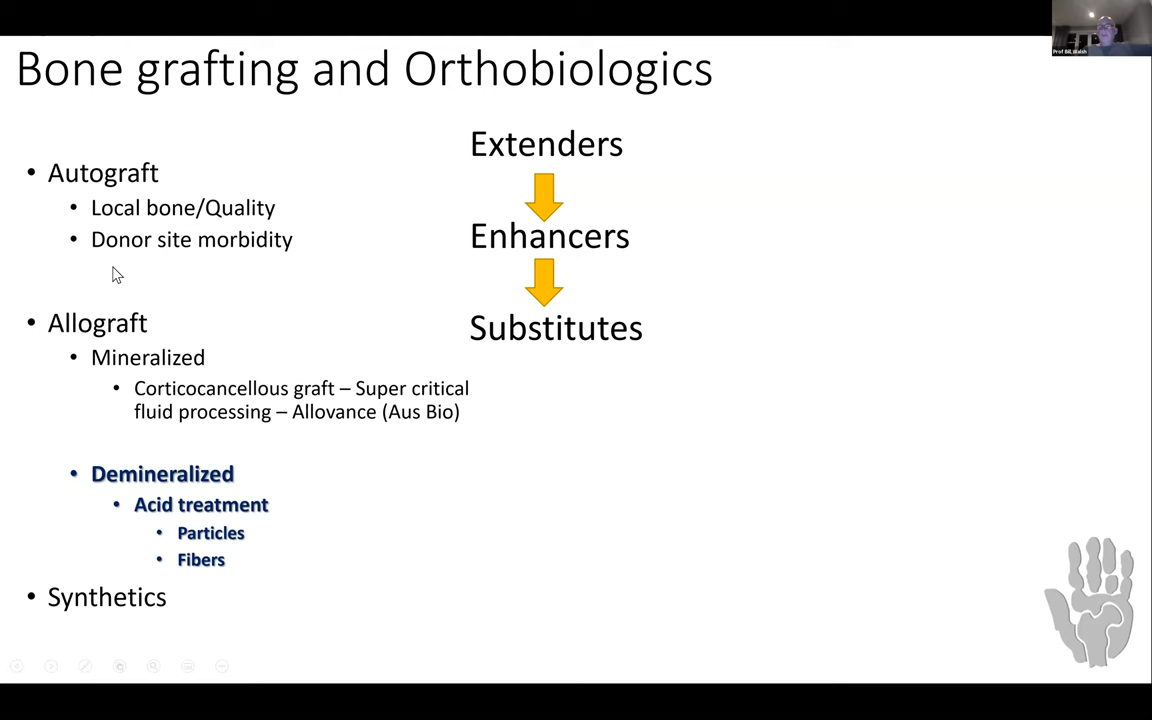 Bone grafting and Orthobiologics
Prof Bill Walsh
• Autograft
• Local bone/Quality
• Donor site morbidity
• Allograft
• Mineralized
• Corticocancellous graft – Super critical
fluid processing – Allovance (Aus Bio)
• Demineralized
• Acid treatment
• Particles
• Fibers
• Synthetics
Extenders
Enhancers
Substitutes